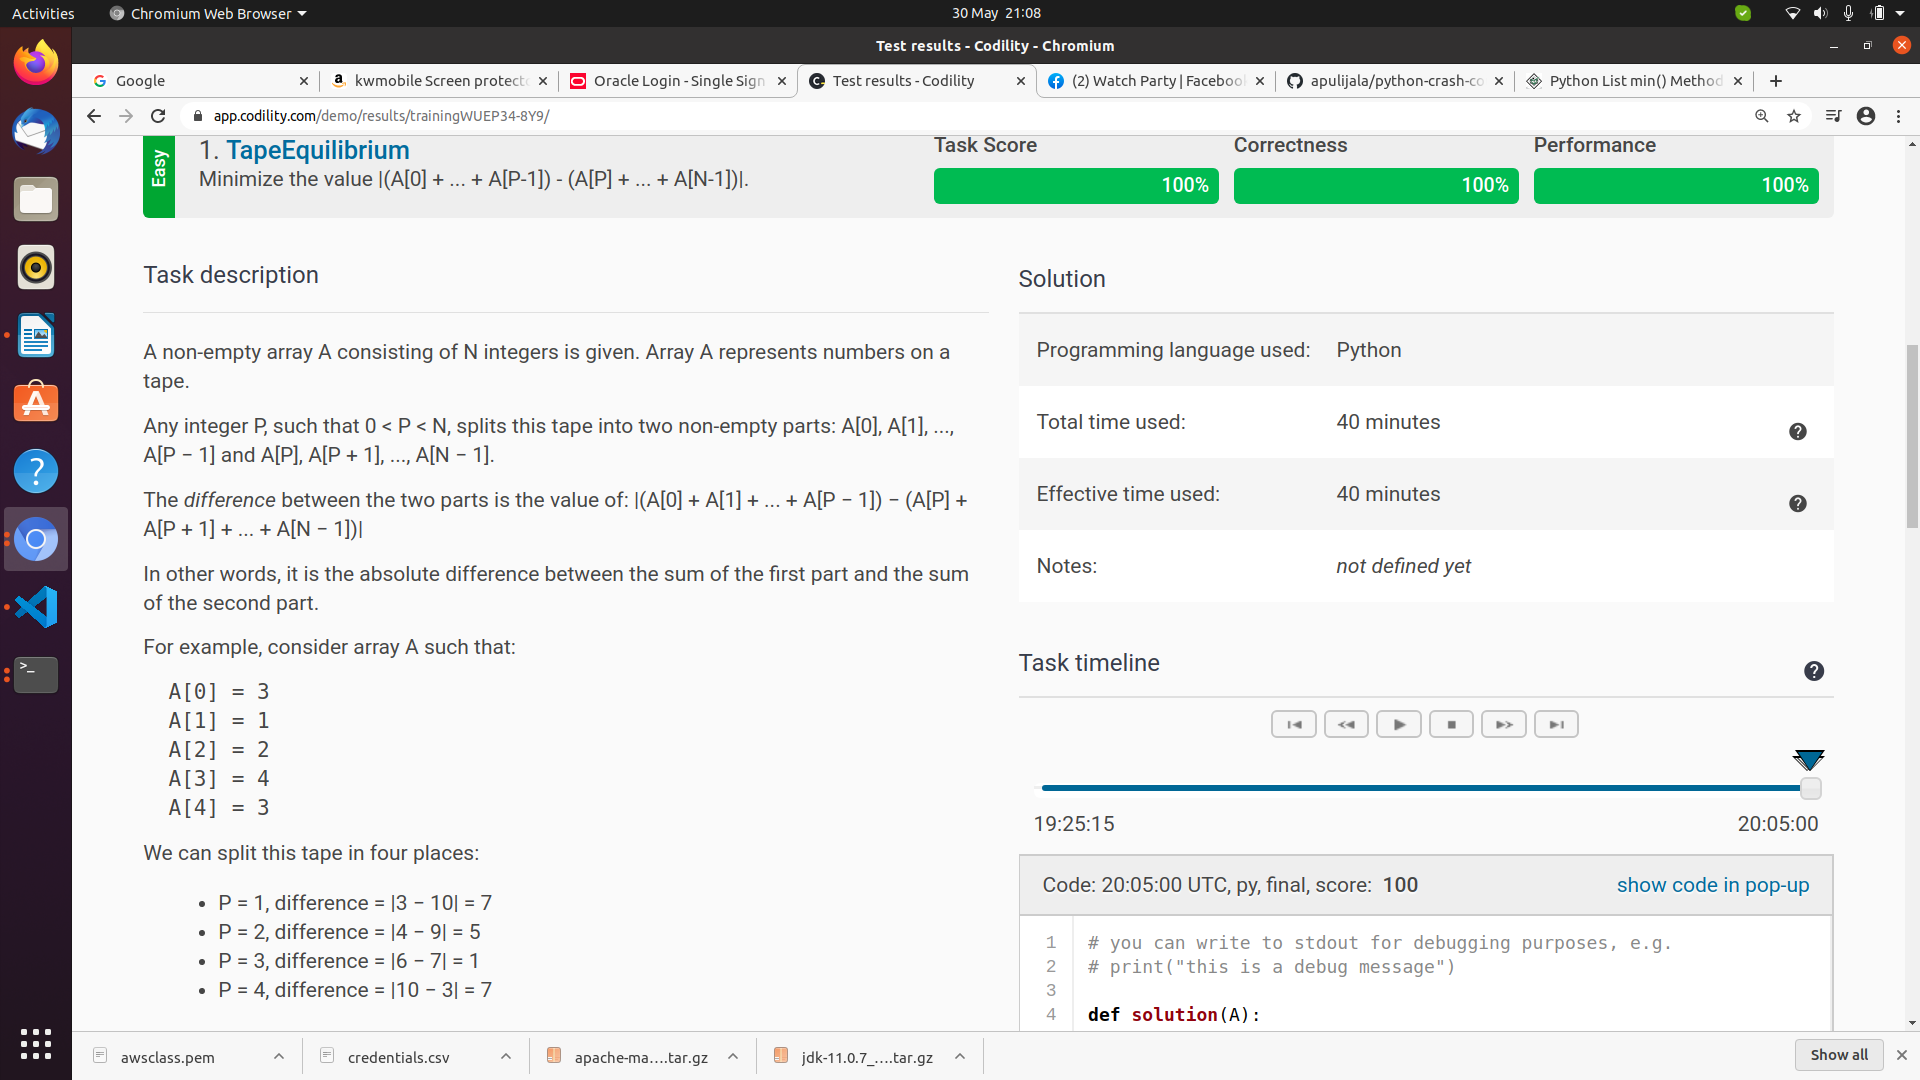 Activities
Chromium Web Browser
30 May 21:08
Test results - Codility - Chromium
Google
kwmobile Screen protect
Oracle Login - Single Sign
Test results - Codility
(2) Watch Party | Facebook
apulijala/python-crash-co
Python List min() Method
app.codility.com/demo/results/trainingWUEP34-8Y9/
Easy
1. TapeEquilibrium
Minimize the value |(A[0] + ... + A[P-1]) - (A[P] + ... + A[N-1])|.
Task Score
Correctness
Performance
100%
100%
100%
Task description
A non-empty array A consisting of N integers is given. Array A represents numbers on a
tape.
Any integer P, such that 0 < P < N, splits this tape into two non-empty parts: A[0], A[1], ...,
A[P − 1] and A[P], A[P + 1], ..., A[N − 1].
The difference between the two parts is the value of: |(A[0] + A[1] + ... + A[P − 1]) − (A[P] +
A[P + 1] + ... + A[N − 1])|
In other words, it is the absolute difference between the sum of the first part and the sum
of the second part.
For example, consider array A such that:
A[0] = 3
A[1] = 1
A[2] = 2
A[3] = 4
A[4] = 3
We can split this tape in four places:
• P = 1, difference = |3 − 10| = 7
• P = 2, difference = |4 − 9| = 5
• P = 3, difference = |6 − 7| = 1
• P = 4, difference = |10 − 3| = 7
Solution
Programming language used: Python
Total time used: 40 minutes
Effective time used: 40 minutes
Notes: not defined yet
Task timeline
19:25:15
20:05:00
Code: 20:05:00 UTC, py, final, score: 100
show code in pop-up
1 # you can write to stdout for debugging purposes, e.g.
2 # print("this is a debug message")
3
4 def solution(A):
awsclass.pem
credentials.csv
apache-ma....tar.gz
jdk-11.0.7_....tar.gz
Show all